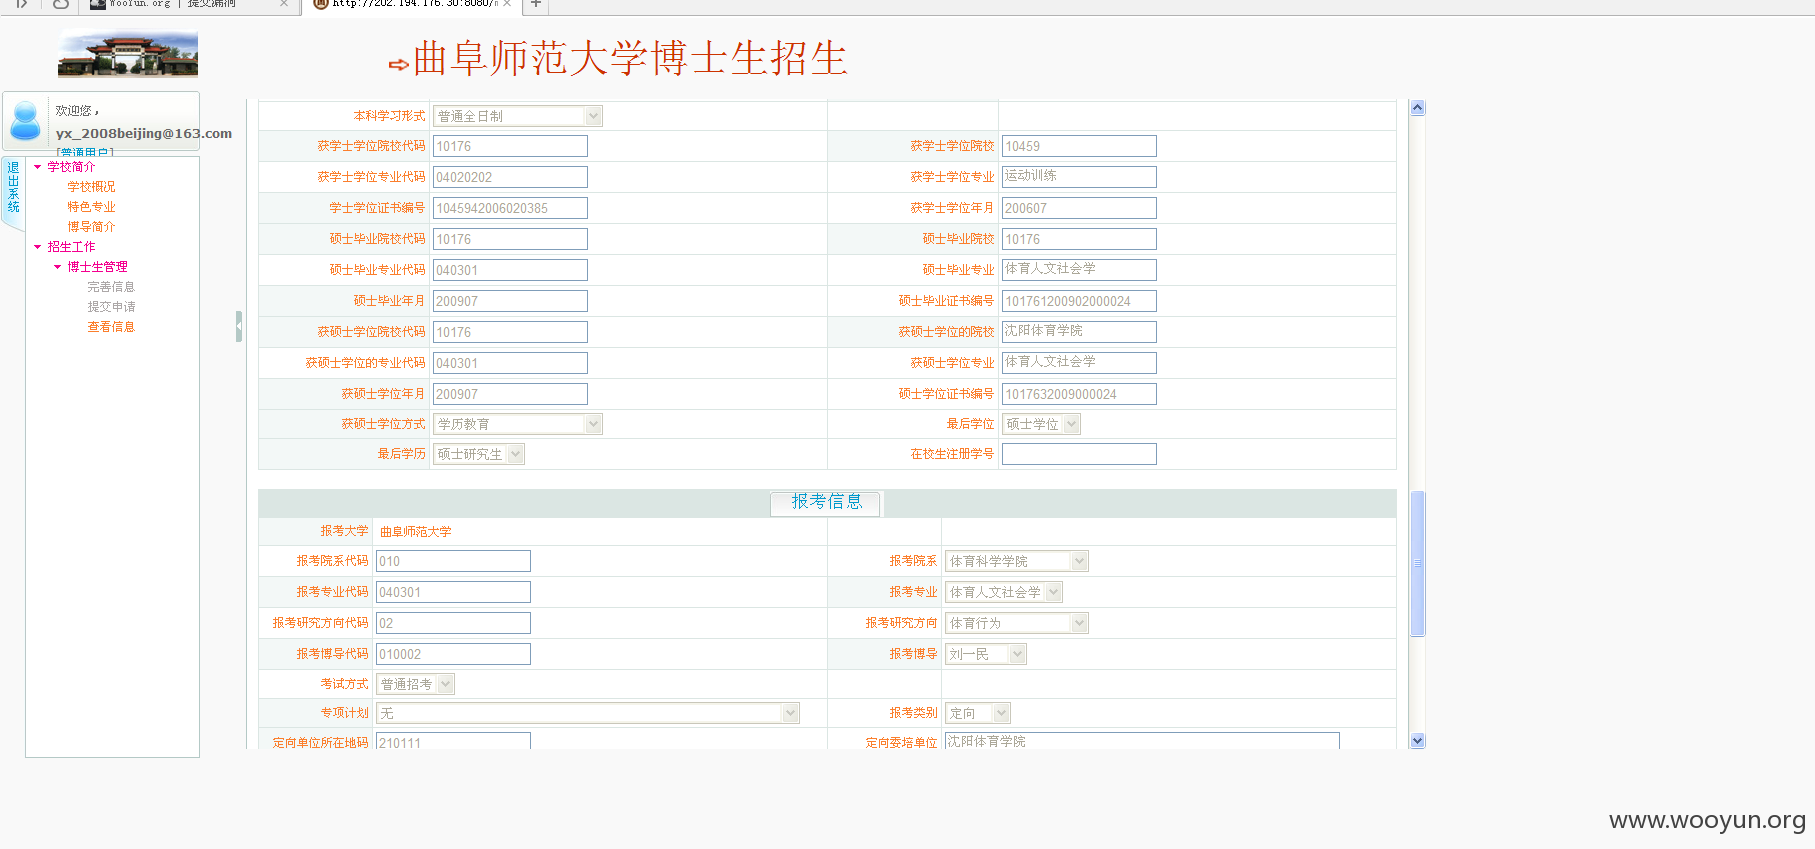 WooYun.org | 提交漏洞
http://202.194.176.30:8080/
曲阜师范大学博士生招生
欢迎您，
yx_2008beijing@163.com
[普通用户]
退出系统
学校简介
学校概况
特色专业
博导简介
招生工作
博士生管理
完善信息
提交申请
查看信息
本科学习形式 普通全日制
获学士学位院校代码 10176 获学士学位院校 10459
获学士学位专业代码 04020202 获学士学位专业 运动训练
学士学位证书编号 1045942006020385 获学士学位年月 200607
硕士毕业院校代码 10176 硕士毕业院校 10176
硕士毕业专业代码 040301 硕士毕业专业 体育人文社会学
硕士毕业年月 200907 硕士毕业证书编号 101761200902000024
获硕士学位院校代码 10176 获硕士学位的院校 沈阳体育学院
获硕士学位的专业代码 040301 获硕士学位专业 体育人文社会学
获硕士学位年月 200907 硕士学位证书编号 1017632009000024
获硕士学位方式 学历教育 最后学位 硕士学位
最后学历 硕士研究生 在校生注册学号
报考信息
报考大学 曲阜师范大学
报考院系代码 010 报考院系 体育科学学院
报考专业代码 040301 报考专业 体育人文社会学
报考研究方向代码 02 报考研究方向 体育行为
报考博导代码 010002 报考博导 刘一民
考试方式 普通招考
专项计划 无 报考类别 定向
定向单位所在地码 210111 定向委培单位 沈阳体育学院
www.wooyun.org